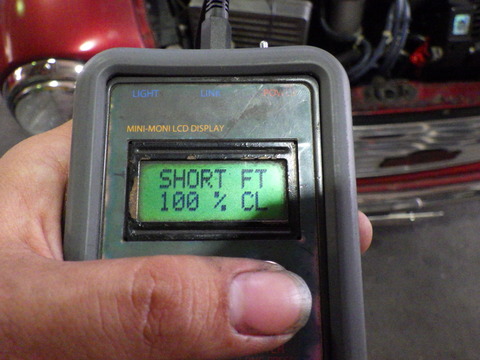 LIGHT LINK
MINI-MONI LCD DISPLAY
SHORT FT
100 % CL